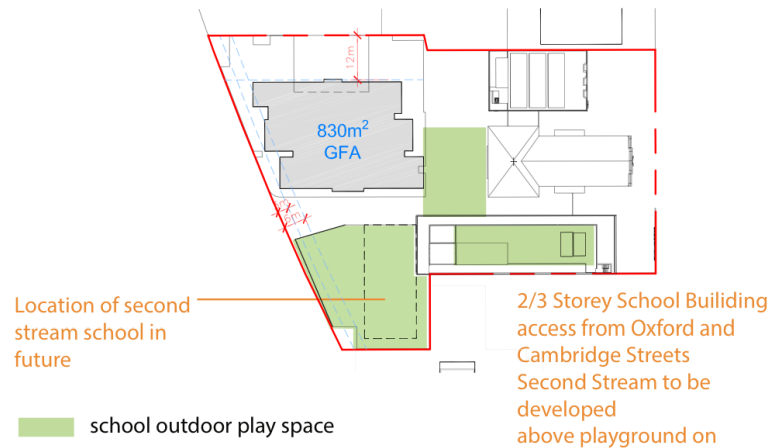 12m
830m²
GFA
Location of second
stream school in
future
2/3 Storey School Builiding
access from Oxford and
Cambridge Streets
Second Stream to be
developed
above playground on
school outdoor play space